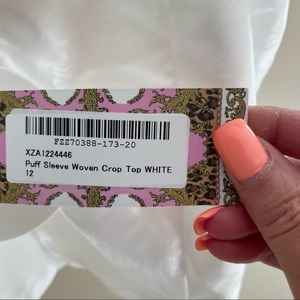 FZZ70388-173-20
XZA1224446
Puff Sleeve Woven Crop Top WHITE
12